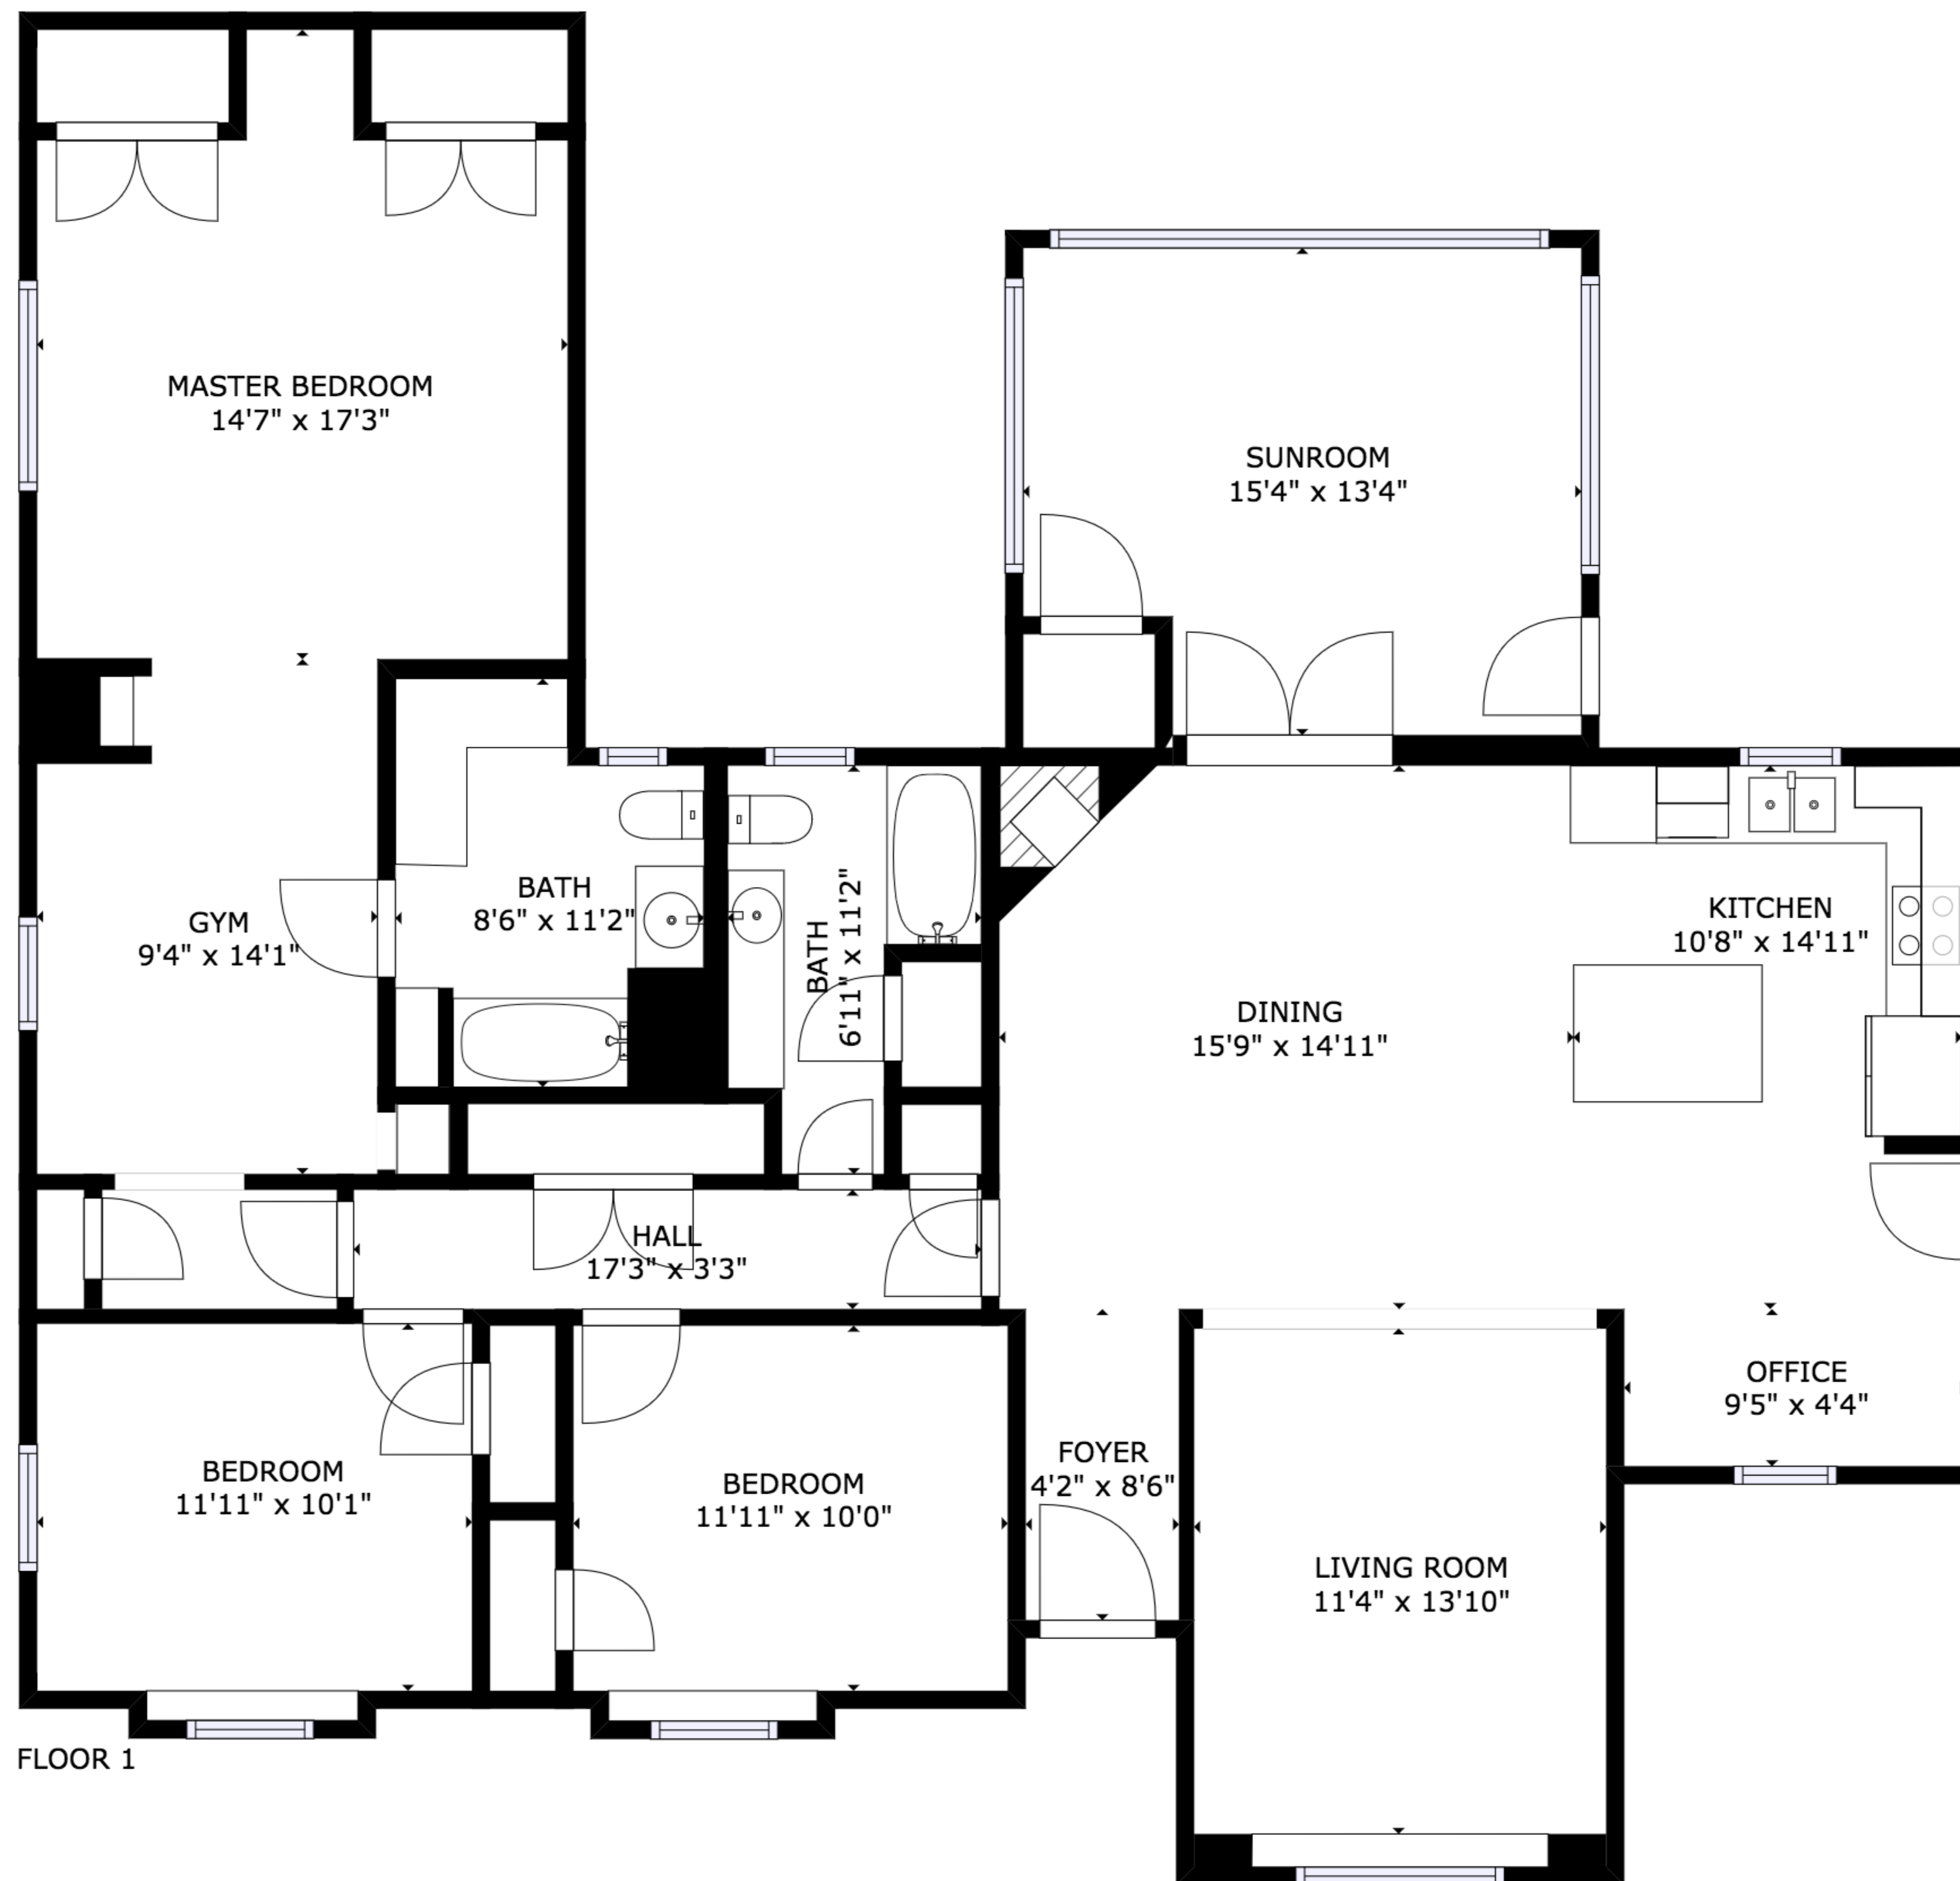 MASTER BEDROOM
14'7" x 17'3"
SUNROOM
15'4" x 13'4"
GYM
9'4" x 14'1"
BATH
8'6" x 11'2"
BATH
6'11" x 11'2"
KITCHEN
10'8" x 14'11"
DINING
15'9" x 14'11"
HALL
17'3" x 3'3"
BEDROOM
11'11" x 10'1"
BEDROOM
11'11" x 10'0"
FOYER
4'2" x 8'6"
OFFICE
9'5" x 4'4"
LIVING ROOM
11'4" x 13'10"
FLOOR 1